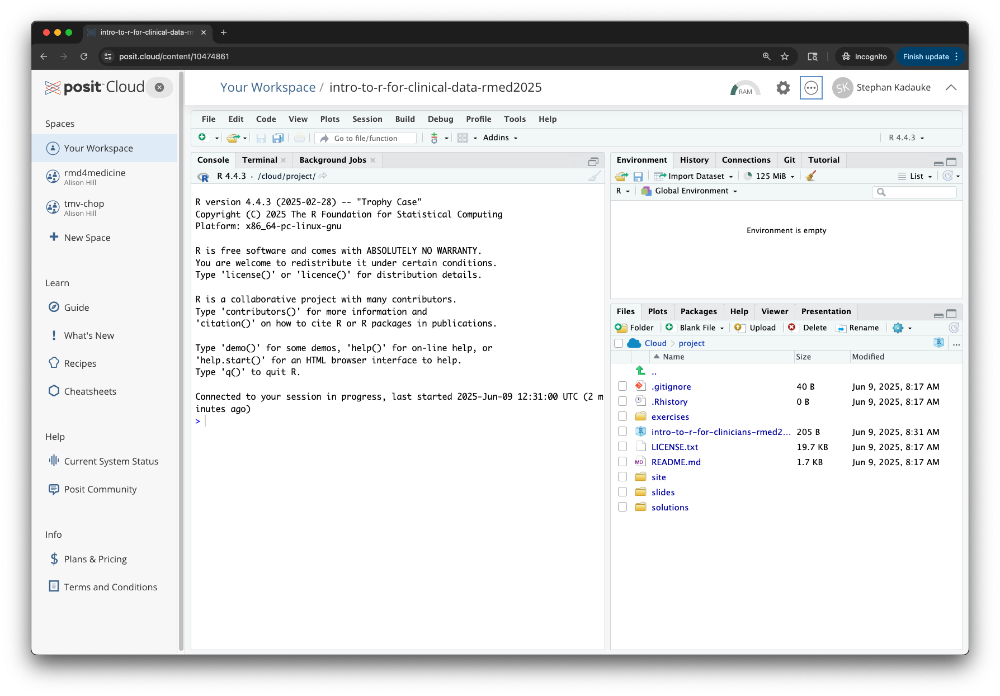 intro-to-r-for-clinical-data-rm
posit.cloud/content/10474861
Incognito
Finish update
posit Cloud
Your Workspace / intro-to-r-for-clinical-data-rmed2025
RAM
SK
Stephan Kadauke
Spaces
Your Workspace
rmd4medicine
Alison Hill
tmv-chop
Alison Hill
New Space
Learn
Guide
What's New
Recipes
Cheatsheets
Help
Current System Status
Posit Community
Info
Plans & Pricing
Terms and Conditions
File Edit Code View Plots Session Build Debug Profile Tools Help
Go to file/function
Addins
R 4.4.3
Console Terminal Background Jobs
R 4.4.3 · /cloud/project/
R version 4.4.3 (2025-02-28) -- "Trophy Case"
Copyright (C) 2025 The R Foundation for Statistical Computing
Platform: x86_64-pc-linux-gnu
R is free software and comes with ABSOLUTELY NO WARRANTY.
You are welcome to redistribute it under certain conditions.
Type 'license()' or 'licence()' for distribution details.
R is a collaborative project with many contributors.
Type 'contributors()' for more information and
'citation()' on how to cite R or R packages in publications.
Type 'demo()' for some demos, 'help()' for on-line help, or
'help.start()' for an HTML browser interface to help.
Type 'q()' to quit R.
Connected to your session in progress, last started 2025-Jun-09 12:31:00 UTC (2 m
inutes ago)
>
Environment History Connections Git Tutorial
Import Dataset 125 MiB List
R Global Environment
Environment is empty
Files Plots Packages Help Viewer Presentation
Folder Blank File Upload Delete Rename
Cloud > project ...
Name Size Modified
..
.gitignore 40 B Jun 9, 2025, 8:17 AM
.Rhistory 0 B Jun 9, 2025, 8:17 AM
exercises
intro-to-r-for-clinicians-rmed2... 205 B Jun 9, 2025, 8:31 AM
LICENSE.txt 19.7 KB Jun 9, 2025, 8:17 AM
MD README.md 1.7 KB Jun 9, 2025, 8:17 AM
site
slides
solutions